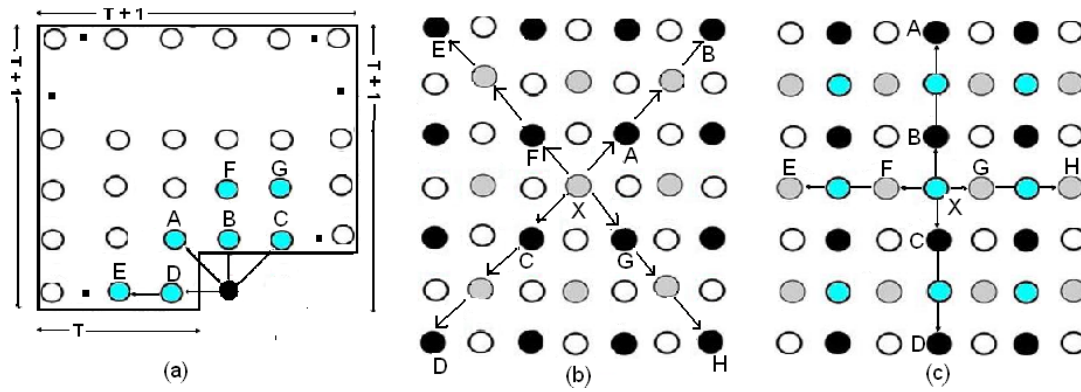 T + 1
T + 1
T + 1
F G
A B C
E D
T
(a)
E B
F A
X
C G
D H
(b)
A
B
E F G H
X
C
D
(c)